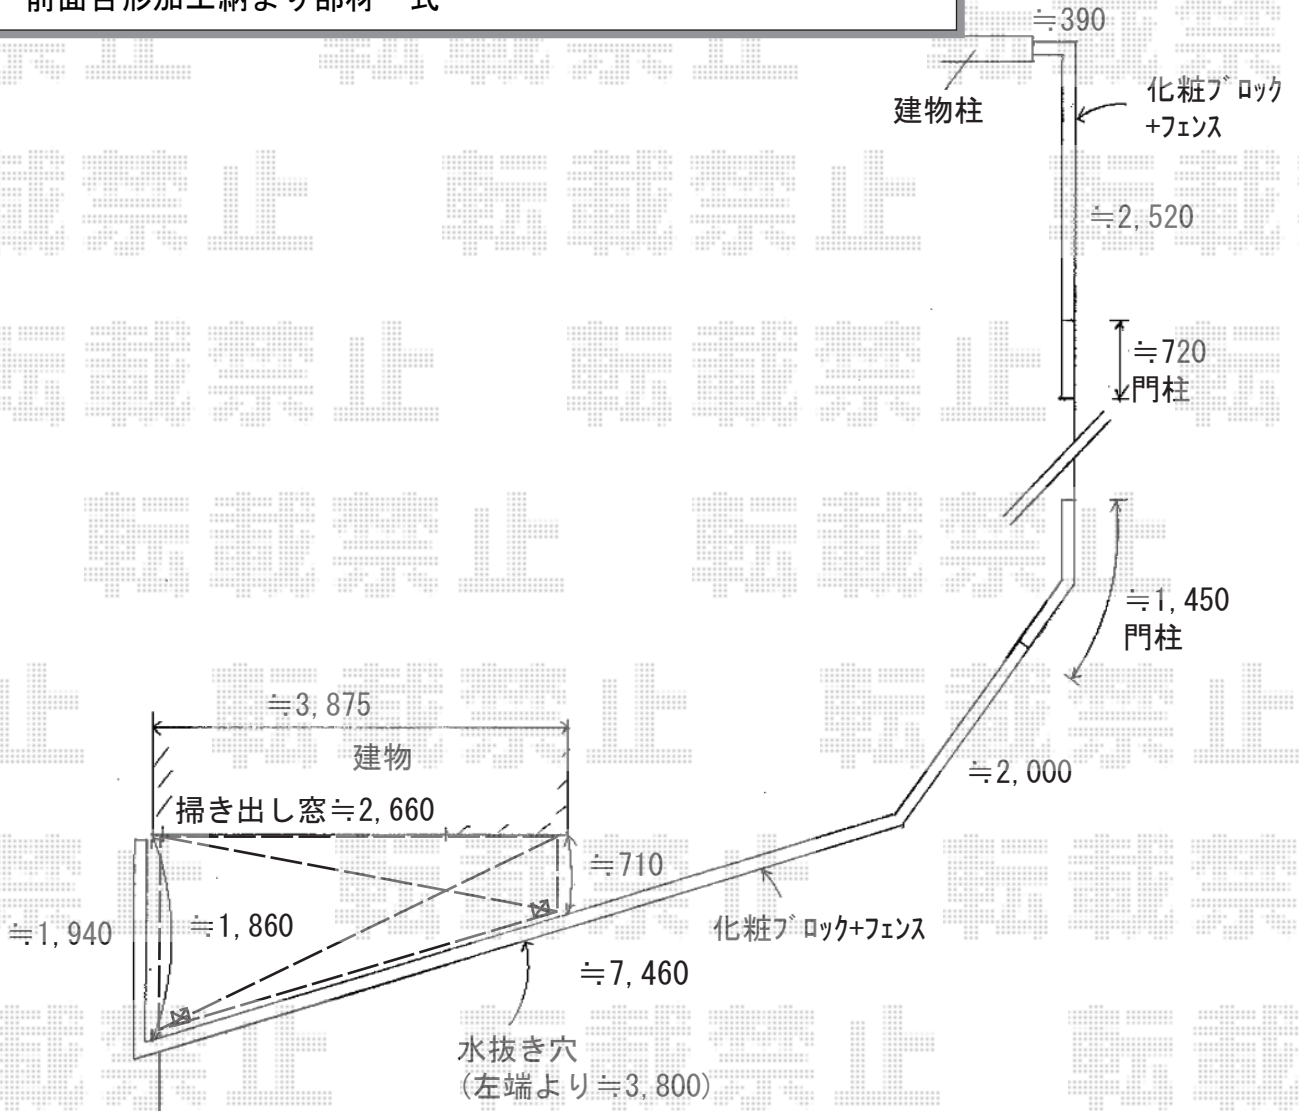 前面台形加工納まり部材 一式
≒390
建物柱
化粧ﾌﾞﾛｯｸ
+ﾌｪﾝｽ
≒2,520
≒720
門柱
≒1,450
門柱
≒3,875
建物
≒2,000
掃き出し窓≒2,660
≒710
≒1,940
≒1,860
化粧ﾌﾞﾛｯｸ+ﾌｪﾝｽ
≒7,460
水抜き穴
(左端より≒3,800)
転載禁止